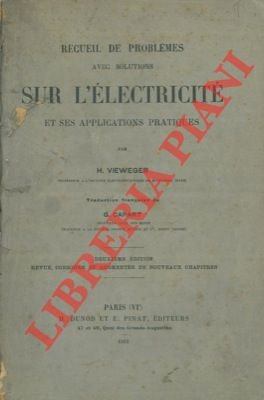 RECUEIL DE PROBLÈMES
AVEC SOLUTIONS
SUR L'ÉLECTRICITÉ
ET SES APPLICATIONS PRATIQUES
PAR
H. VIEWEGER
Traduction française de
G. CAPART
DEUXIÈME ÉDITION
REVUE, CORRIGÉE ET AUGMENTÉE DE NOUVEAUX CHAPITRES
PARIS (VIᵉ)
H. DUNOD ET E. PINAT, ÉDITEURS
47 et 49, Quai des Grands-Augustins
LIBRERIA PIANI